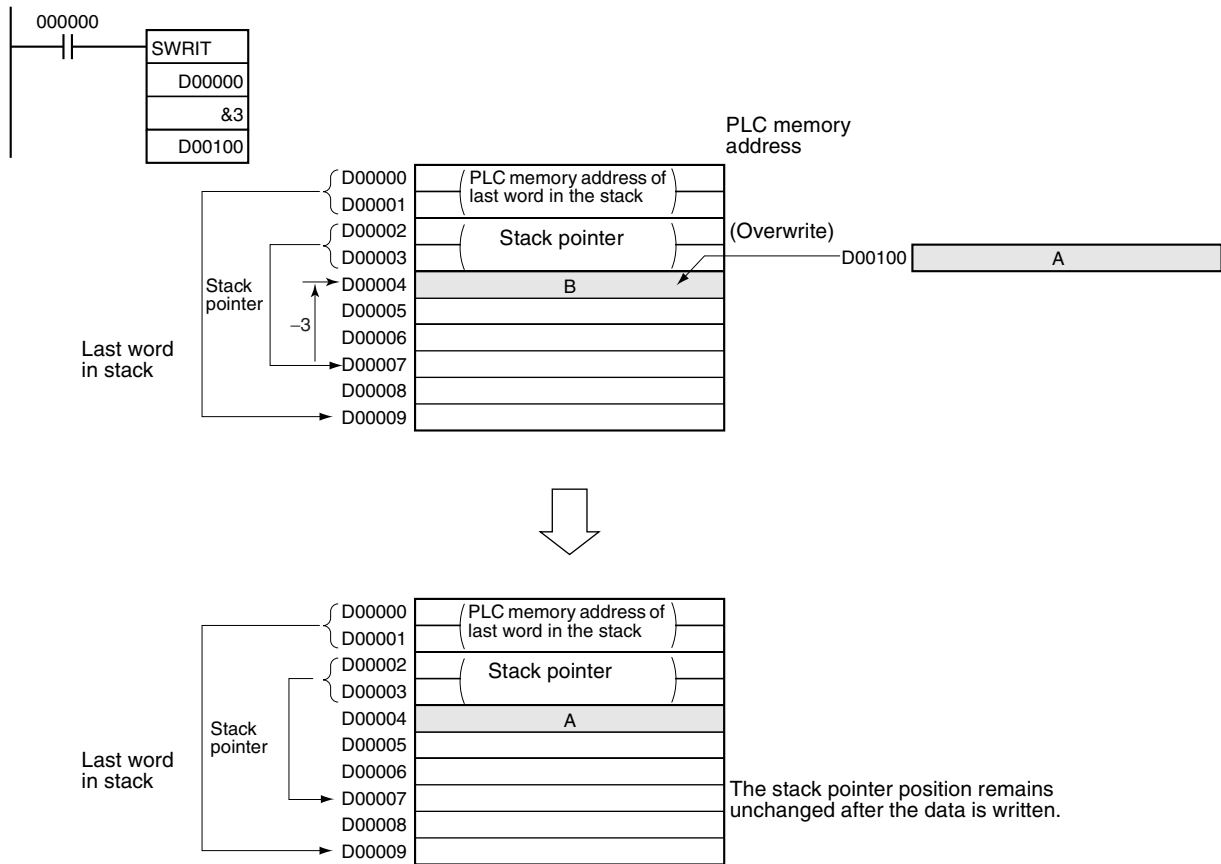 000000
SWRIT
D00000
&3
D00100
PLC memory
address
D00000
D00001
D00002
D00003
D00004
D00005
D00006
D00007
D00008
D00009
PLC memory address of
last word in the stack
Stack pointer
B
(Overwrite)
D00100
A
Stack
pointer
–3
Last word
in stack
D00000
D00001
D00002
D00003
D00004
D00005
D00006
D00007
D00008
D00009
PLC memory address of
last word in the stack
Stack pointer
A
Stack
pointer
Last word
in stack
The stack pointer position remains
unchanged after the data is written.